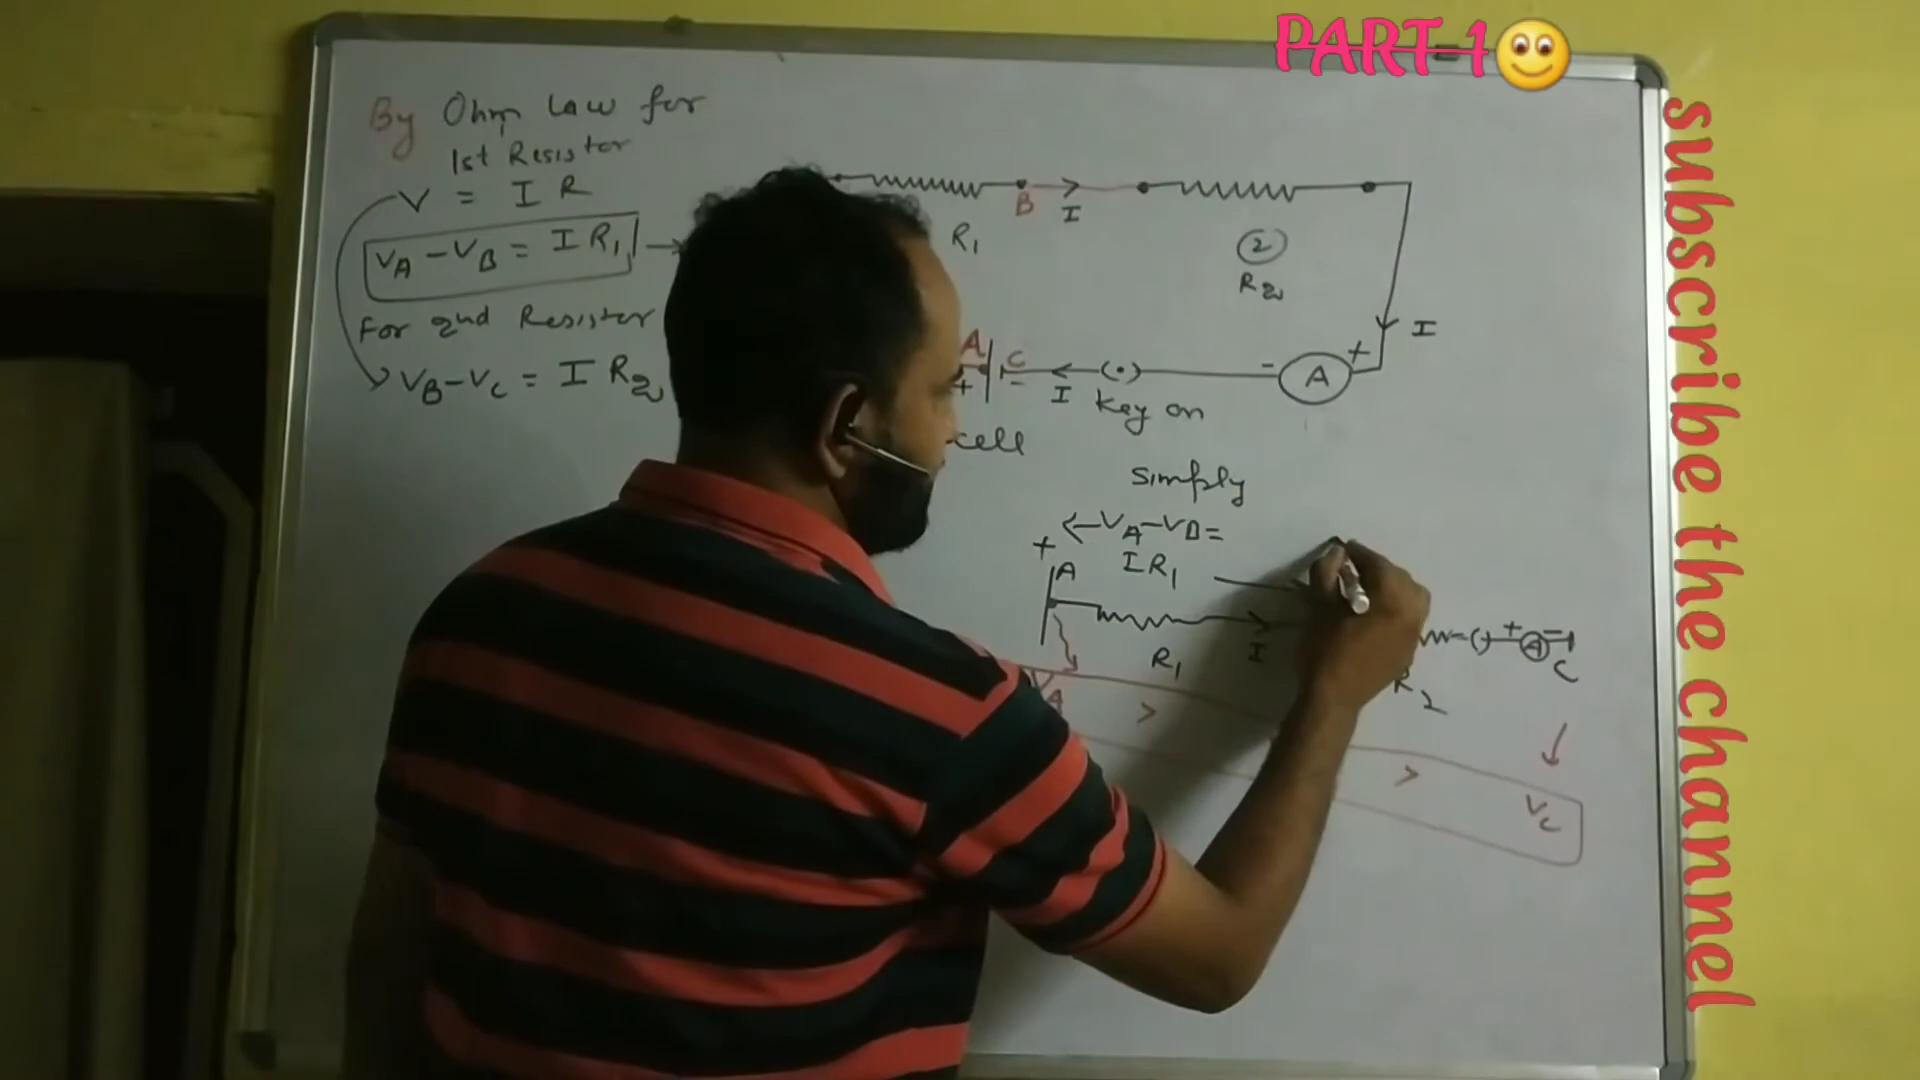 PART-1🙂
subscribe the channel
By Ohm Law for
1st Resistor
V = I R
VA - VB = I R1
For 2nd Resistor
VB - VC = I R2
B
I
R1
2
R2
I
A
+
C
-
I
Key on
-
A
+
cell
Simply
VA - VB =
I R1
+
A
R1
I
R2
+
A
-
C
VA
>
>
VC